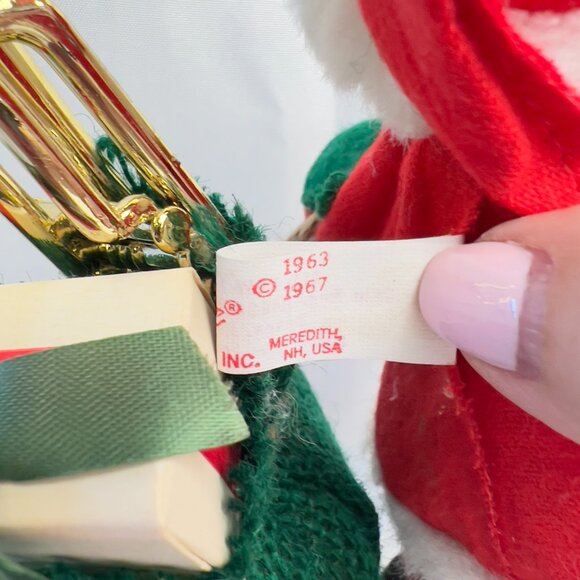 1963
© 1967
®
INC.
MEREDITH,
NH, USA